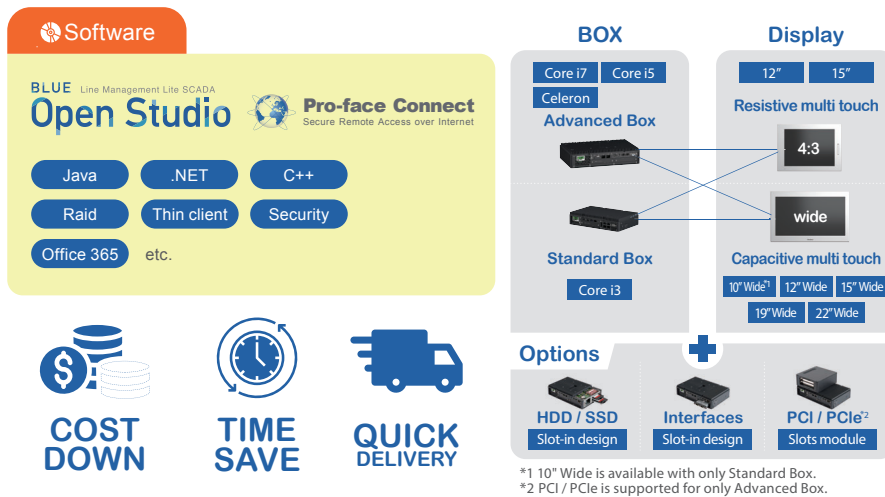 Software
BLUE Line Management Lite SCADA
Open Studio
Pro-face Connect
Secure Remote Access over Internet
Java .NET C++
Raid Thin client Security
Office 365 etc.
$
COST
DOWN
TIME
SAVE
QUICK
DELIVERY
BOX
Core i7 Core i5
Celeron
Advanced Box
Standard Box
Core i3
Display
12″ 15″
Resistive multi touch
4:3
wide
Capacitive multi touch
10″ Wide*1 12″ Wide 15″ Wide
19″ Wide 22″ Wide
Options
HDD / SSD
Slot-in design
Interfaces
Slot-in design
PCI / PCIe*2
Slots module
*1 10" Wide is available with only Standard Box.
*2 PCI / PCIe is supported for only Advanced Box.